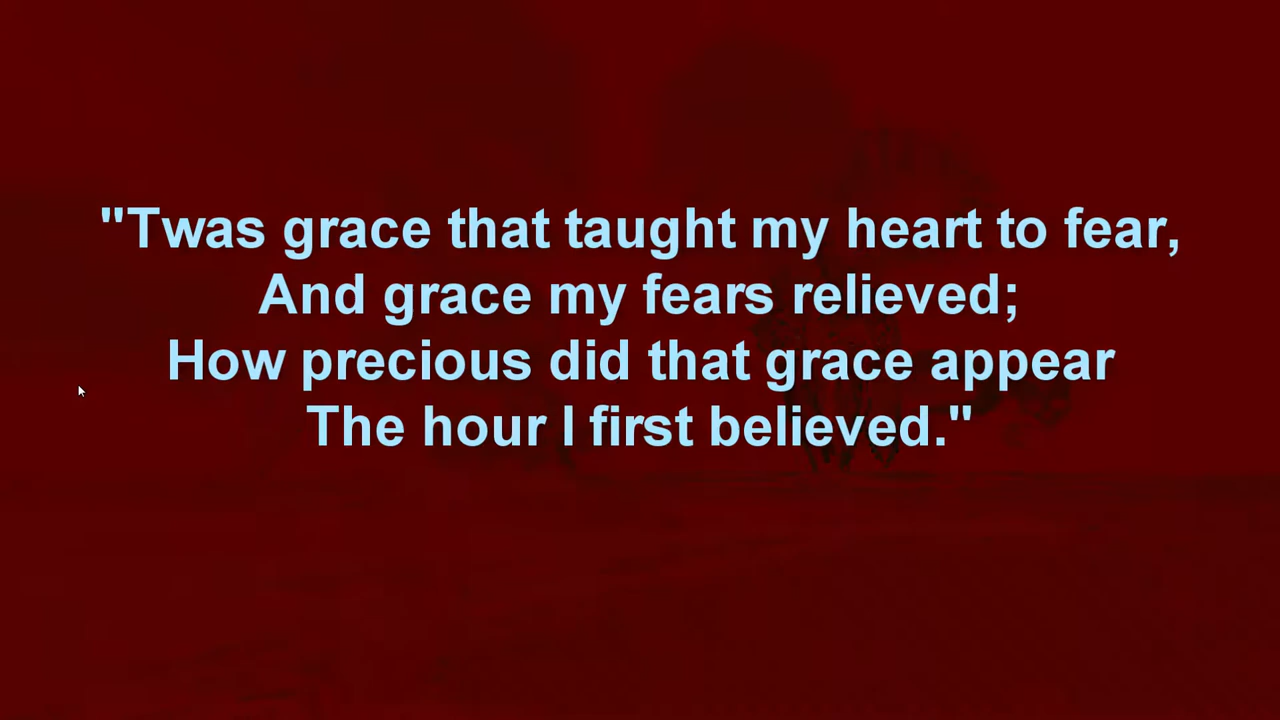 "Twas grace that taught my heart to fear,
And grace my fears relieved;
How precious did that grace appear
The hour I first believed."